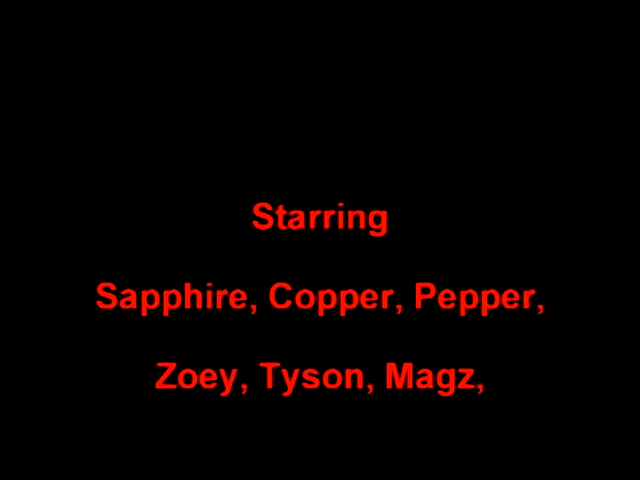 Starring
Sapphire, Copper, Pepper,
Zoey, Tyson, Magz,